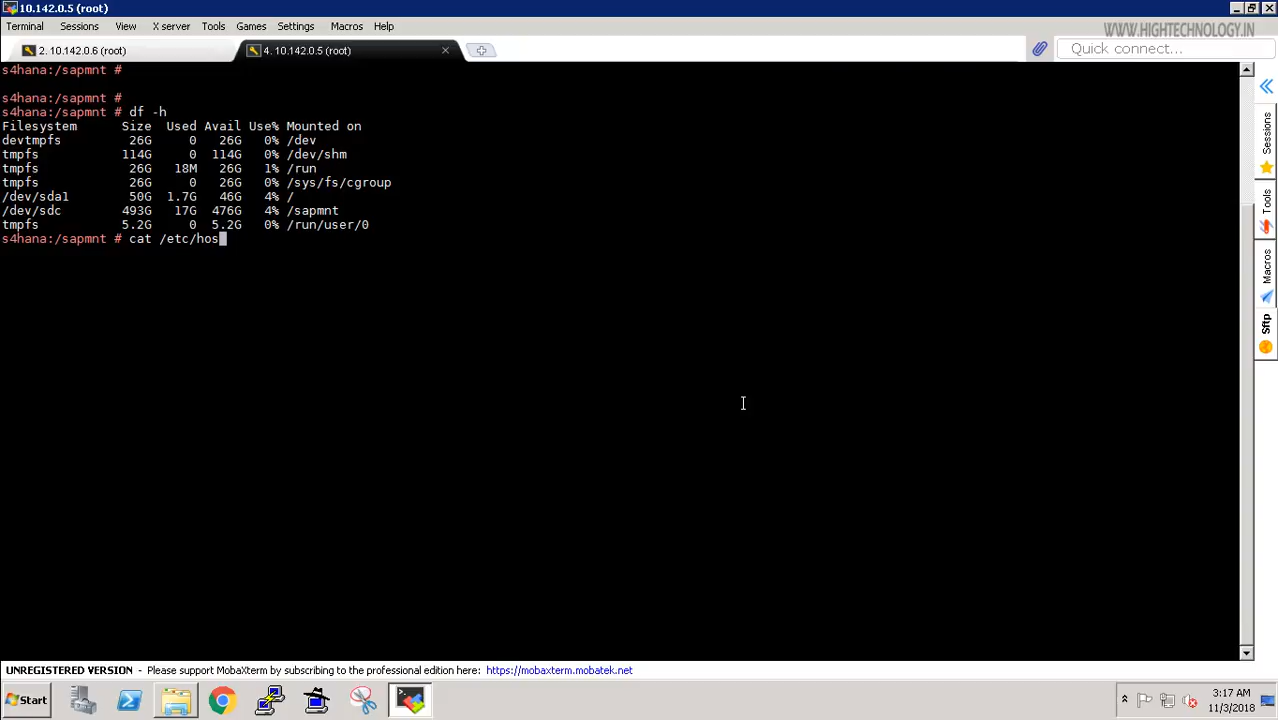 10.142.0.5 (root)
Terminal Sessions View X server Tools Games Settings Macros Help
WWW.HIGHTECHNOLOGY.IN
2. 10.142.0.6 (root) 4. 10.142.0.5 (root)
Quick connect...
s4hana:/sapmnt #
s4hana:/sapmnt #
s4hana:/sapmnt # df -h
Filesystem Size Used Avail Use% Mounted on
devtmpfs 26G 0 26G 0% /dev
tmpfs 114G 0 114G 0% /dev/shm
tmpfs 26G 18M 26G 1% /run
tmpfs 26G 0 26G 0% /sys/fs/cgroup
/dev/sda1 50G 1.7G 46G 4% /
/dev/sdc 493G 17G 476G 4% /sapmnt
tmpfs 5.2G 0 5.2G 0% /run/user/0
s4hana:/sapmnt # cat /etc/hos
Sessions
Tools
Macros
Sftp
UNREGISTERED VERSION - Please support MobaXterm by subscribing to the professional edition here: https://mobaxterm.mobatek.net
Start
3:17 AM
11/3/2018